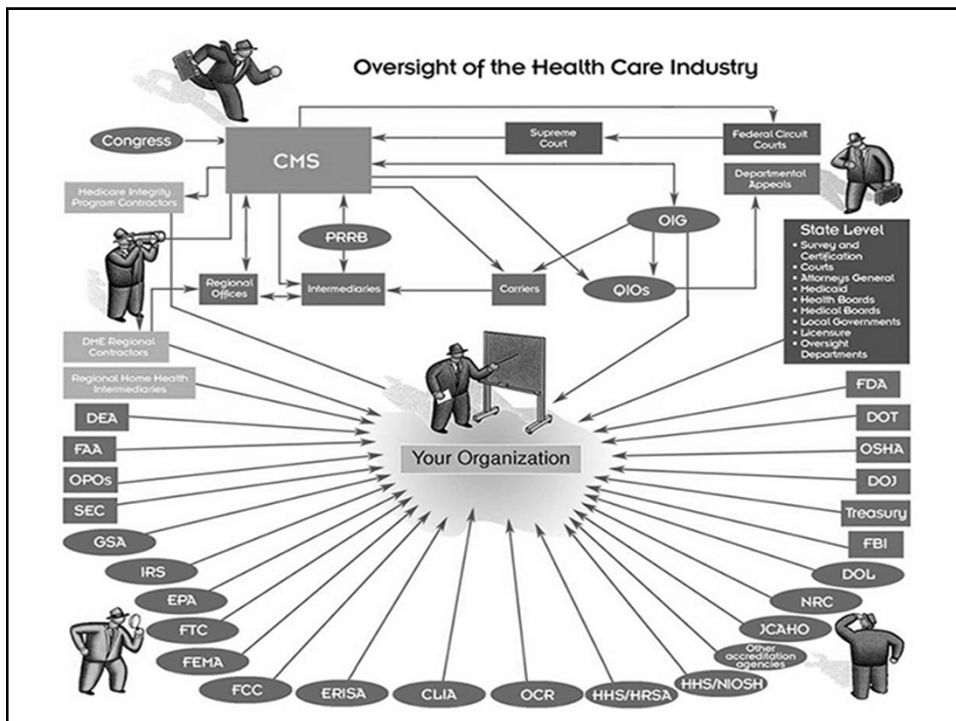 Oversight of the Health Care Industry
Congress
CMS
Supreme
Court
Federal Circuit
Courts
Departmental
Appeals
Medicare Integrity
Program Contractors
PRRB
OIG
State Level
• Survey and
Certification
• Courts
• Attorneys General
• Medicaid
• Health Boards
• Medical Boards
• Local Governments
• Licensure
• Oversight
Departments
Regional
Offices
Intermediaries
Carriers
QIOs
DME Regional
Contractors
Regional Home Health
Intermediaries
Your Organization
DEA
FAA
OPOs
SEC
GSA
IRS
EPA
FTC
FEMA
FCC
ERISA
CLIA
OCR
HHS/HRSA
HHS/NIOSH
Other
accreditation
agencies
JCAHO
NRC
DOL
FBI
Treasury
DOJ
OSHA
DOT
FDA